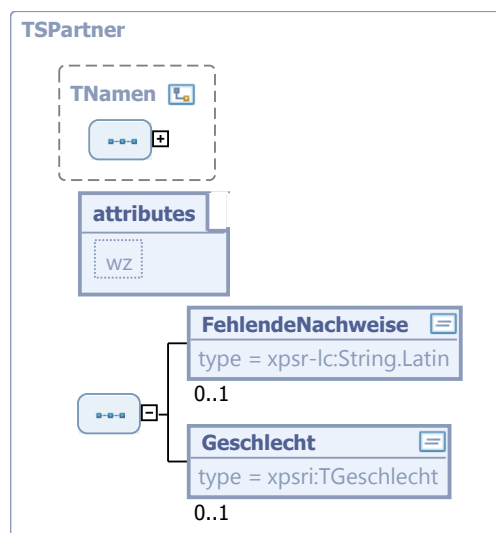 TSPartner
TNamen
attributes
wz
FehlendeNachweise
type = xpsr-lc:String.Latin
0..1
Geschlecht
type = xpsri:TGeschlecht
0..1